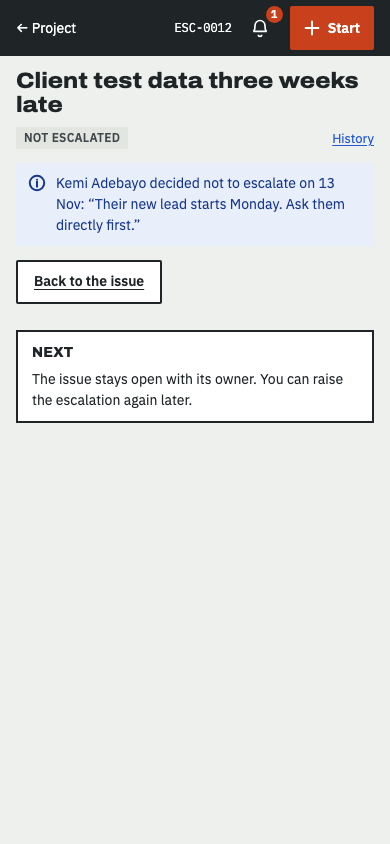 ← Project
ESC-0012
1
+ Start
Client test data three weeks
late
NOT ESCALATED
History
Kemi Adebayo decided not to escalate on 13
Nov: “Their new lead starts Monday. Ask them
directly first.”
Back to the issue
NEXT
The issue stays open with its owner. You can raise
the escalation again later.